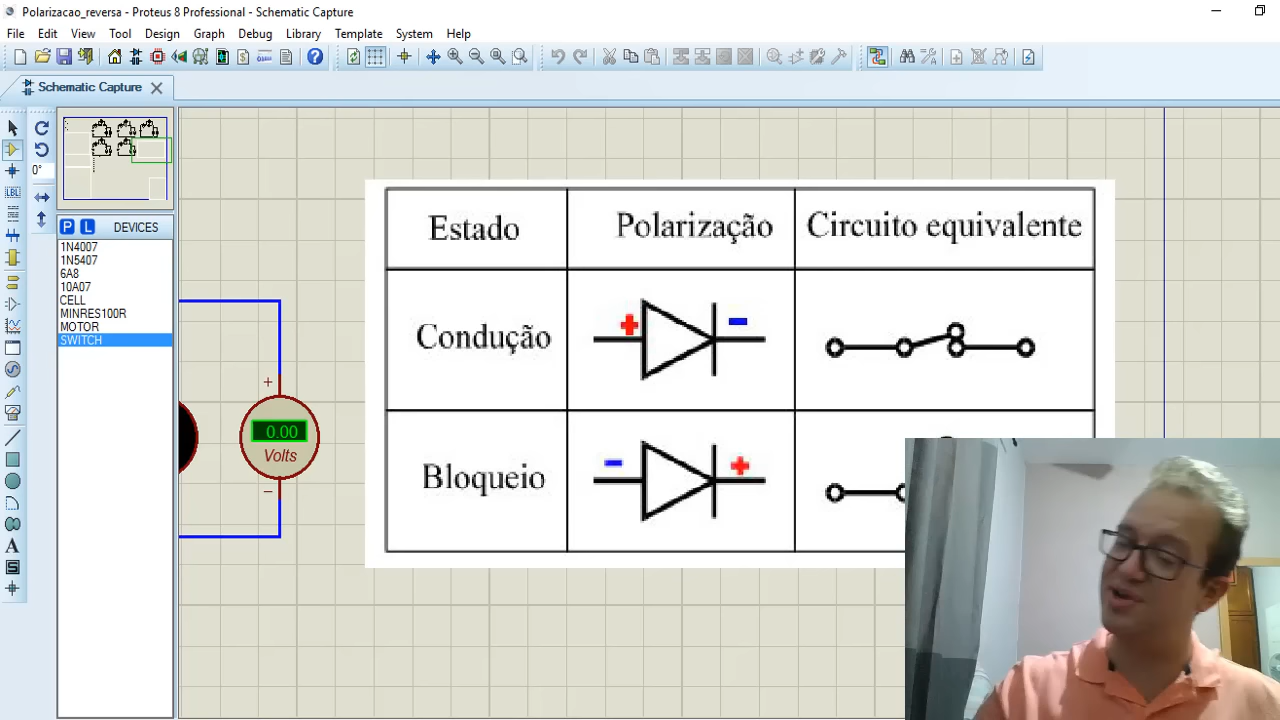 Polarizacao_reversa - Proteus 8 Professional - Schematic Capture
File Edit View Tool Design Graph Debug Library Template System Help
Schematic Capture
0°
LBL
P L DEVICES
1N4007
1N5407
6A8
10A07
CELL
MINRES100R
MOTOR
SWITCH
A
S
+
0.00
Volts
−
Estado Polarização Circuito equivalente
Condução + -
Bloqueio - +